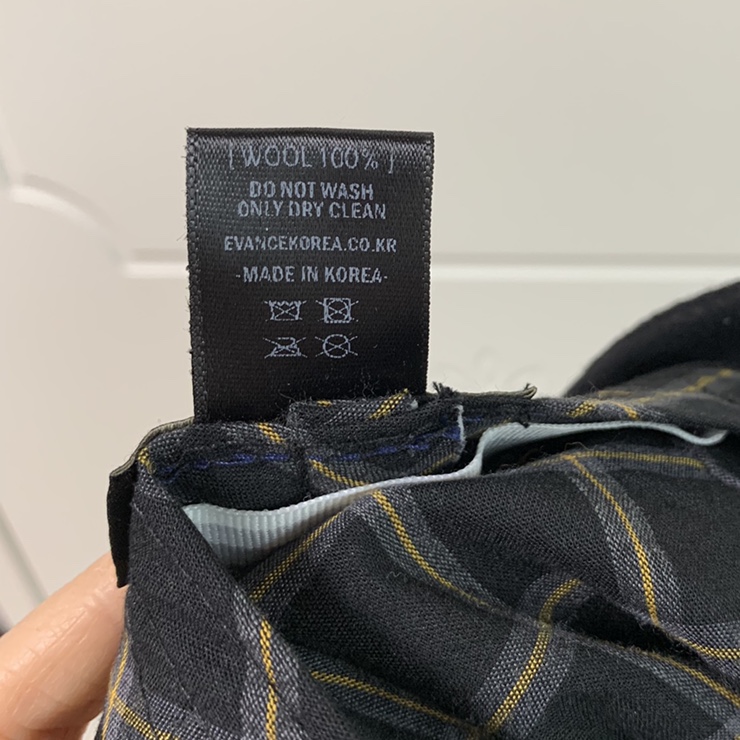 [ WOOL 100% ]
DO NOT WASH
ONLY DRY CLEAN
EVANCEKOREA.CO.KR
-MADE IN KOREA-